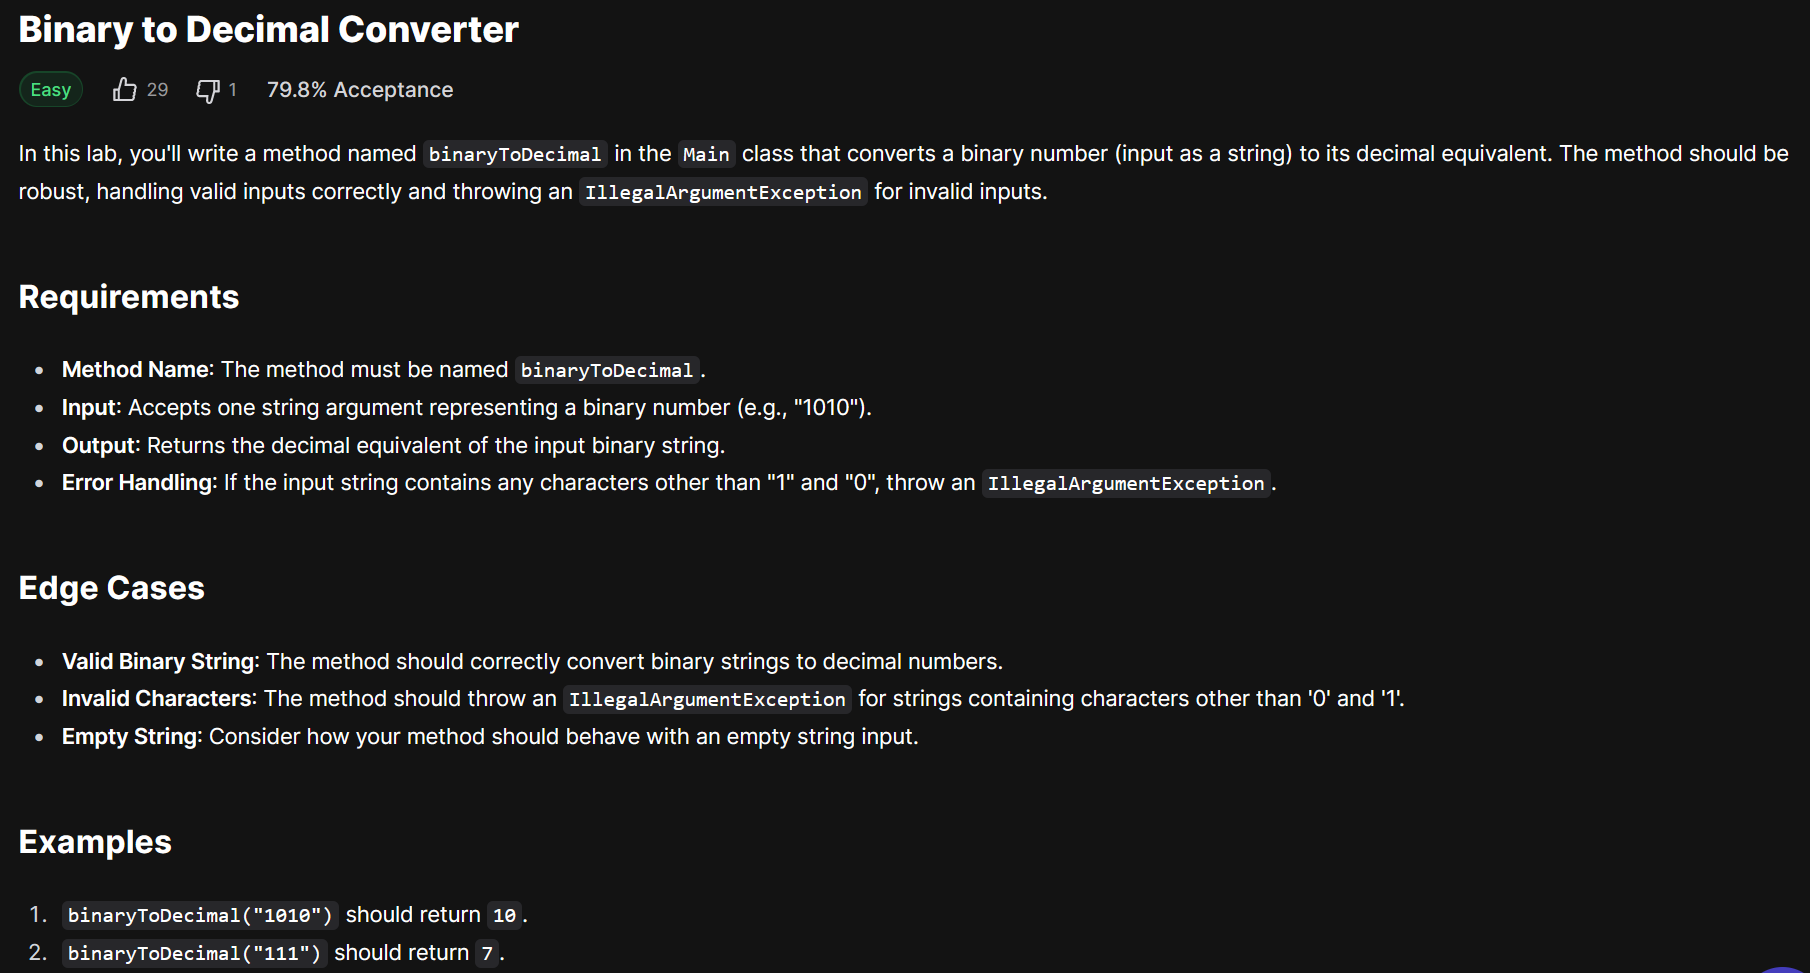 Binary to Decimal Converter
Easy 29 1 79.8% Acceptance
In this lab, you'll write a method named binaryToDecimal in the Main class that converts a binary number (input as a string) to its decimal equivalent. The method should be
robust, handling valid inputs correctly and throwing an IllegalArgumentException for invalid inputs.
Requirements
• Method Name: The method must be named binaryToDecimal.
• Input: Accepts one string argument representing a binary number (e.g., "1010").
• Output: Returns the decimal equivalent of the input binary string.
• Error Handling: If the input string contains any characters other than "1" and "0", throw an IllegalArgumentException.
Edge Cases
• Valid Binary String: The method should correctly convert binary strings to decimal numbers.
• Invalid Characters: The method should throw an IllegalArgumentException for strings containing characters other than '0' and '1'.
• Empty String: Consider how your method should behave with an empty string input.
Examples
1. binaryToDecimal("1010") should return 10.
2. binaryToDecimal("111") should return 7.